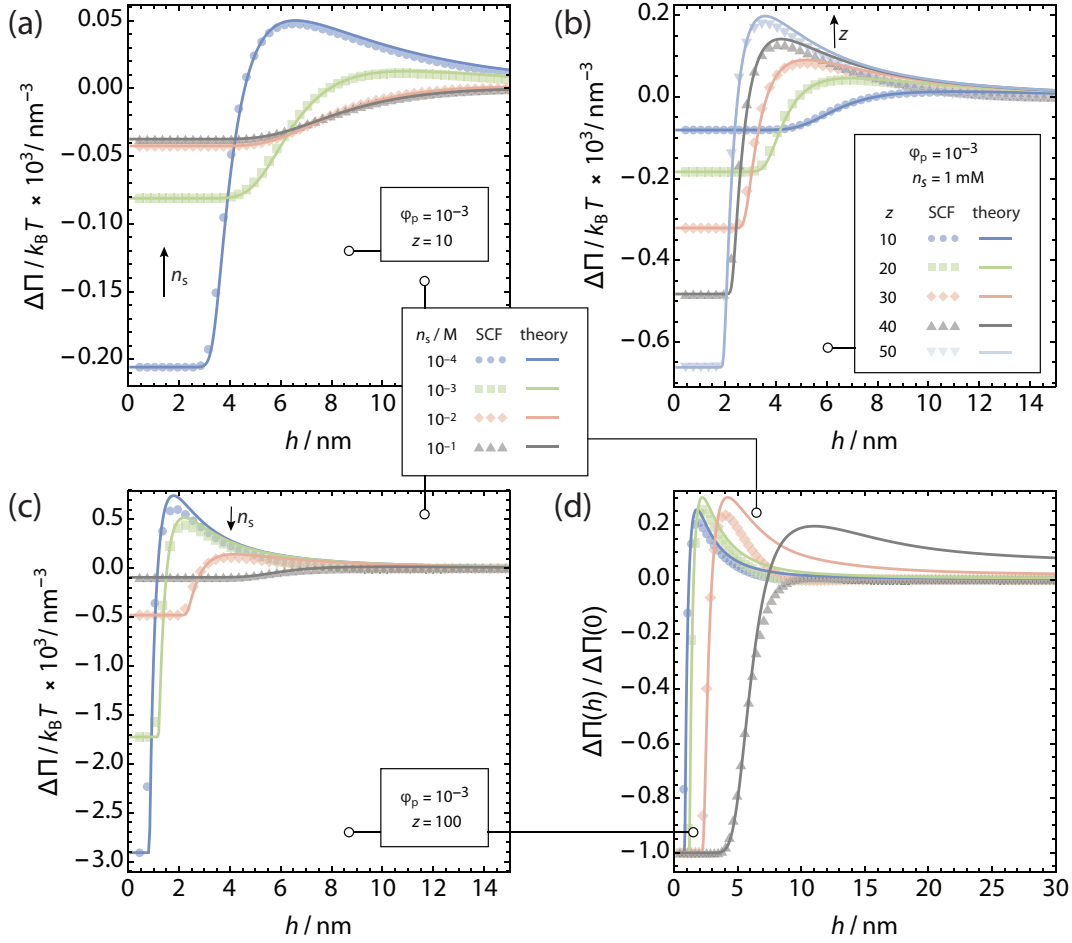 (a)
ΔΠ / k_B T × 10³ / nm⁻³
0.05
0.00
−0.05
−0.10
−0.15
−0.20
n_s
φ_p = 10⁻³
z = 10
0 2 4 6 8 10
h / nm
(b)
ΔΠ / k_B T × 10³ / nm⁻³
0.2
0.0
−0.2
−0.4
−0.6
z
φ_p = 10⁻³
n_s = 1 mM
z SCF theory
10
20
30
40
50
0 2 4 6 8 10 12 14
h / nm
n_s / M SCF theory
10⁻⁴
10⁻³
10⁻²
10⁻¹
(c)
ΔΠ / k_B T × 10³ / nm⁻³
0.5
0.0
−0.5
−1.0
−1.5
−2.0
−2.5
−3.0
n_s
φ_p = 10⁻³
z = 100
0 2 4 6 8 10 12 14
h / nm
(d)
ΔΠ(h) / ΔΠ(0)
0.2
0.0
−0.2
−0.4
−0.6
−0.8
−1.0
0 5 10 15 20 25 30
h / nm